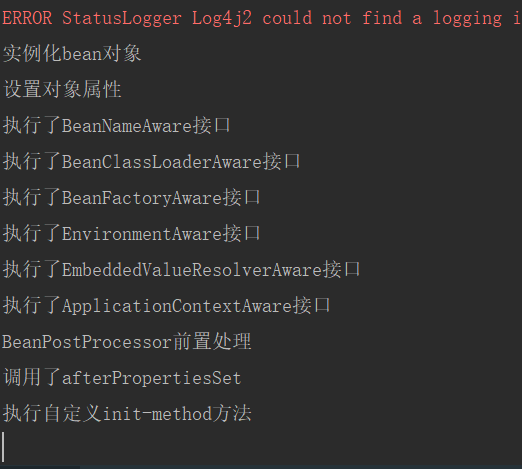 ERROR StatusLogger Log4j2 could not find a logging i
实例化bean对象
设置对象属性
执行了BeanNameAware接口
执行了BeanClassLoaderAware接口
执行了BeanFactoryAware接口
执行了EnvironmentAware接口
执行了EmbeddedValueResolverAware接口
执行了ApplicationContextAware接口
BeanPostProcessor前置处理
调用了afterPropertiesSet
执行自定义init-method方法